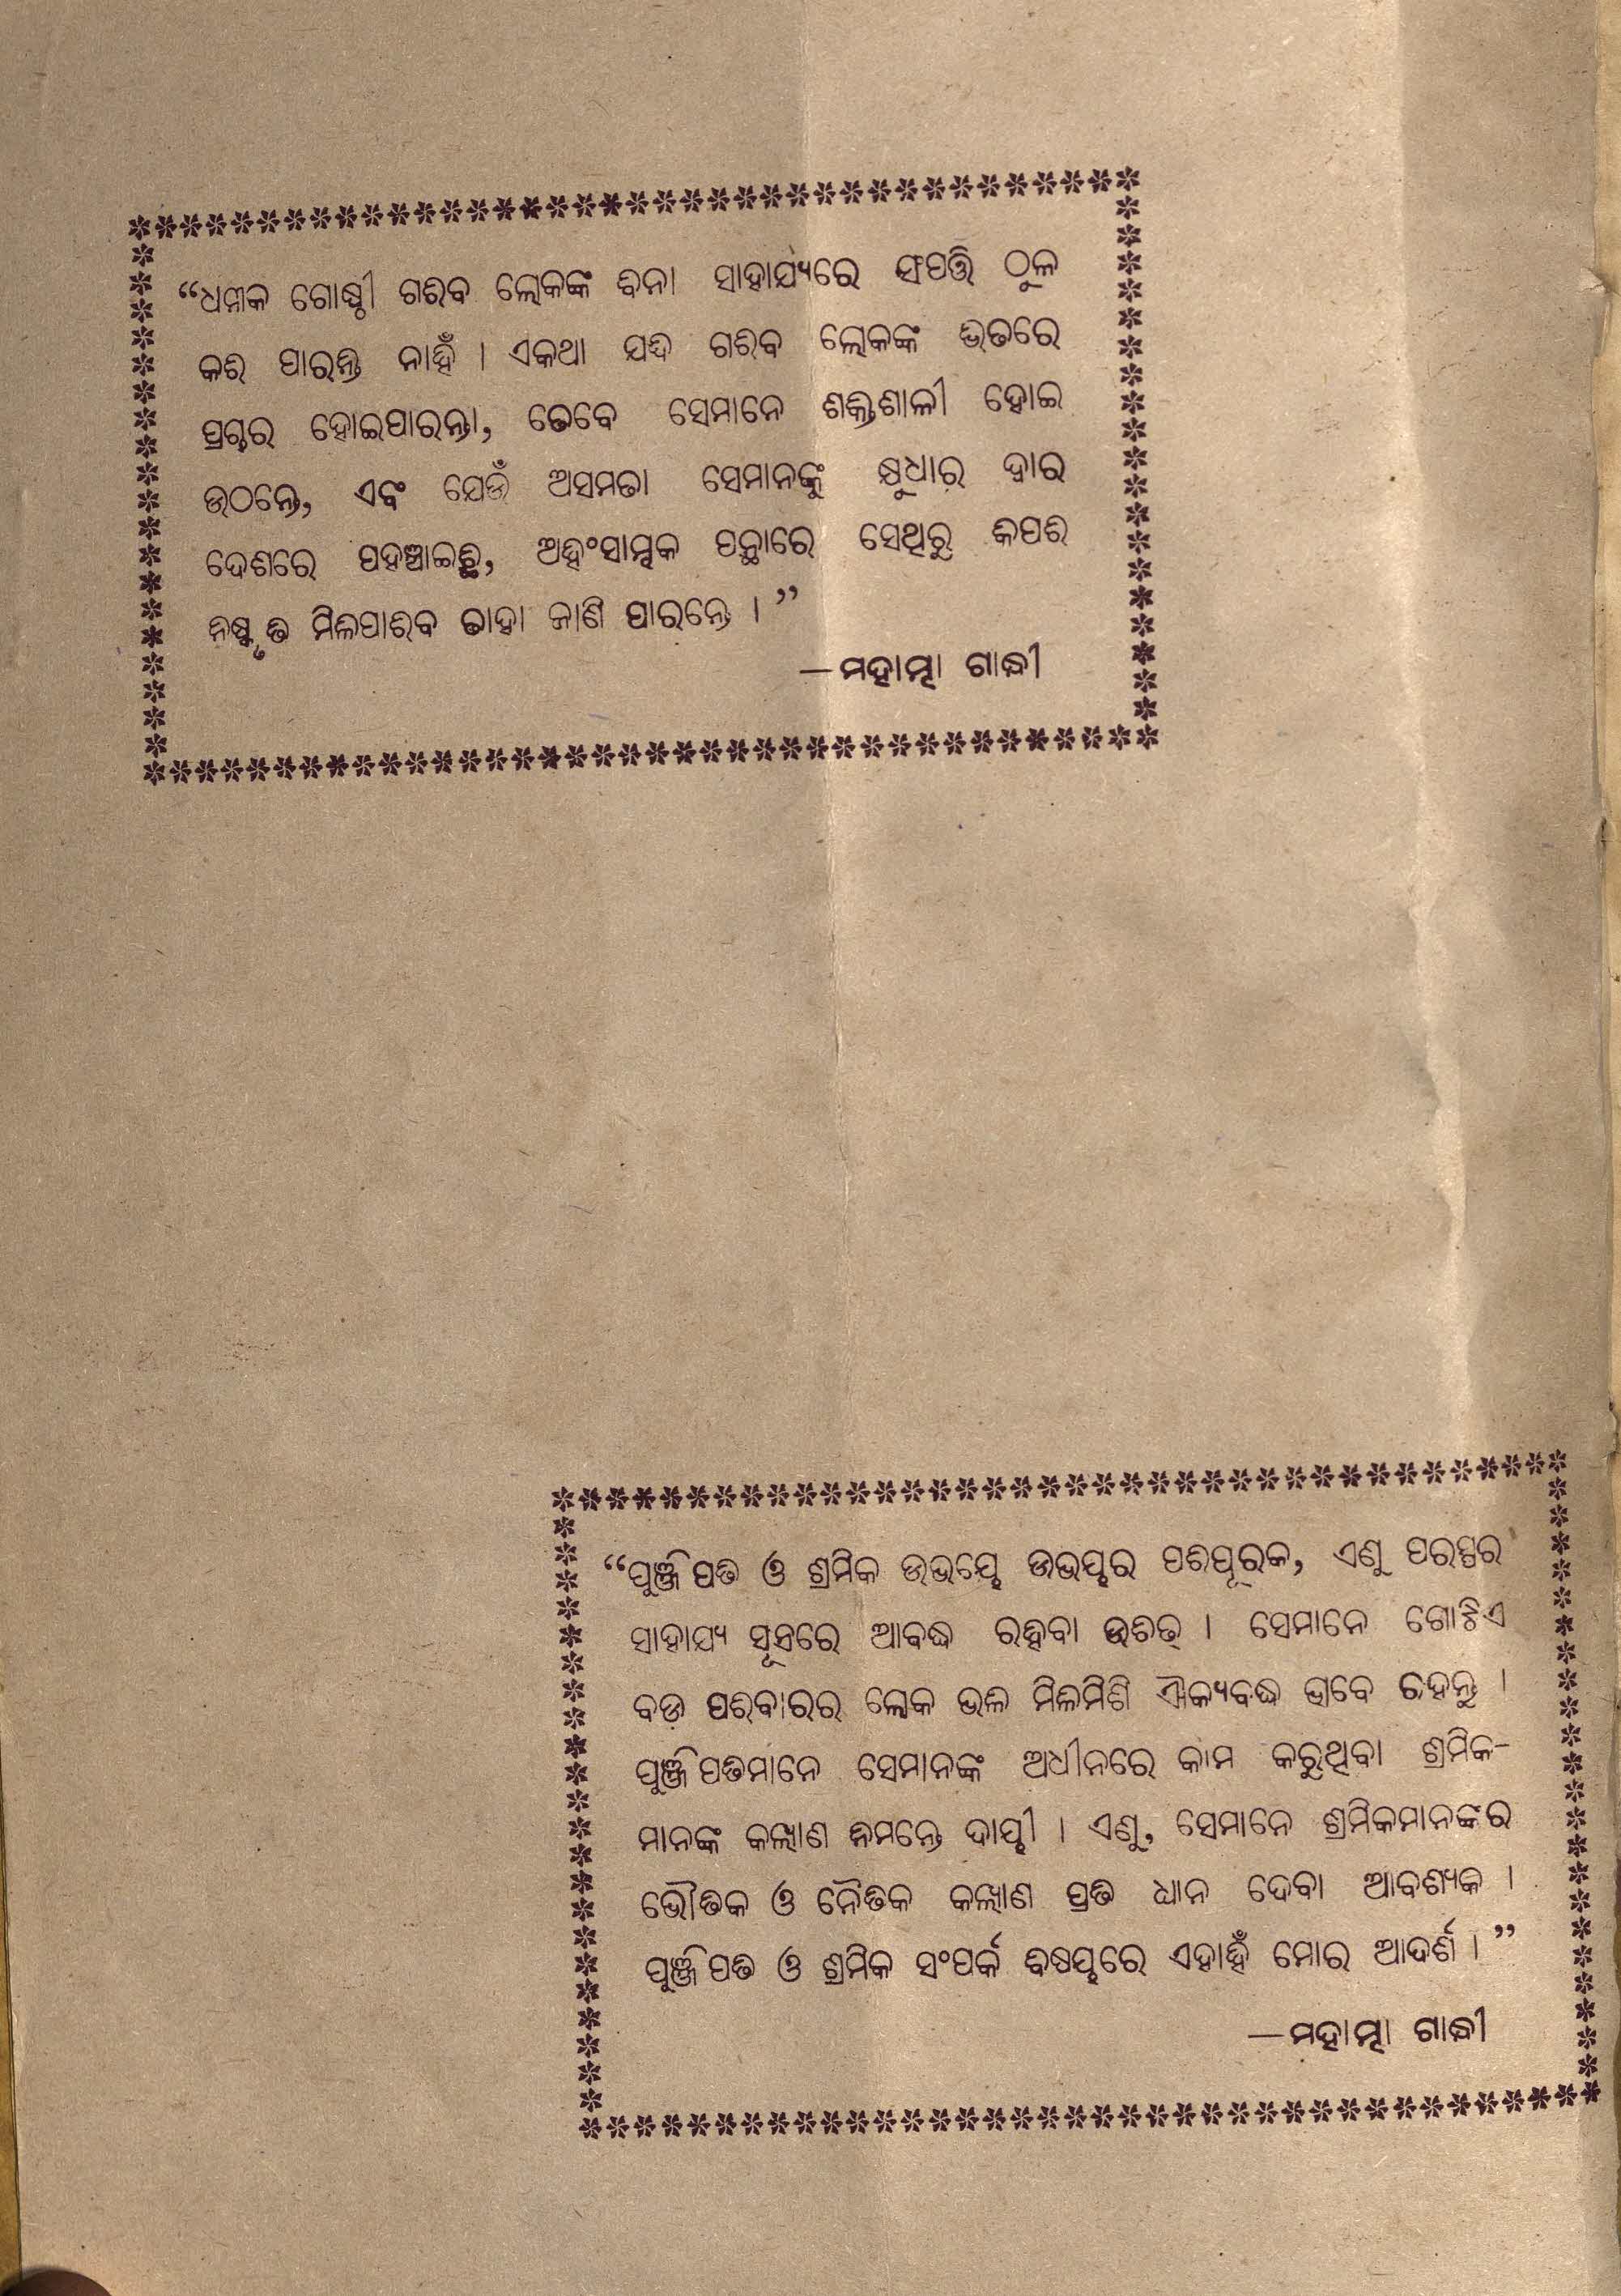 “ଧନୀକ ଗୋଷ୍ଠୀ ଗରିବ ଲୋକଙ୍କ ବିନା ସାହାଯ୍ୟରେ ସଂପତ୍ତି ଠୁଳ
କରି ପାରନ୍ତି ନାହିଁ । ଏକଥା ଯଦି ଗରିବ ଲୋକଙ୍କ ଭିତରେ
ପ୍ରଚାର ହୋଇପାରନ୍ତା, ତେବେ ସେମାନେ ଶକ୍ତିଶାଳୀ ହୋଇ
ଉଠନ୍ତେ, ଏବଂ ଯେଉଁ ଅସମତା ସେମାନଙ୍କୁ କ୍ଷୁଧାର ଦ୍ୱାର
ଦେଶରେ ପହଞ୍ଚାଇଛି, ଅହିଂସାତ୍ମକ ପନ୍ଥାରେ ସେଥିରୁ କିପରି
ନିଷ୍କୃତି ମିଳିପାରିବ ତାହା ଜାଣି ପାରନ୍ତେ ।”
—ମହାତ୍ମା ଗାନ୍ଧୀ
“ପୁଞ୍ଜିପତି ଓ ଶ୍ରମିକ ଉଭୟେ ଉଭୟର ପରିପୂରକ, ଏଣୁ ପରସ୍ପର
ସାହାଯ୍ୟ ସୂତ୍ରରେ ଆବଦ୍ଧ ରହିବା ଉଚିତ୍ । ସେମାନେ ଗୋଟିଏ
ବଡ଼ ପରିବାରର ଲୋକ ଭଳି ମିଳିମିଶି ଐକ୍ୟବଦ୍ଧ ଭାବେ ରହନ୍ତୁ ।
ପୁଞ୍ଜିପତିମାନେ ସେମାନଙ୍କ ଅଧୀନରେ କାମ କରୁଥିବା ଶ୍ରମିକ-
ମାନଙ୍କ କଲ୍ୟାଣ ନିମନ୍ତେ ଦାୟୀ । ଏଣୁ, ସେମାନେ ଶ୍ରମିକମାନଙ୍କର
ଭୌତିକ ଓ ନୈତିକ କଲ୍ୟାଣ ପ୍ରତି ଧ୍ୟାନ ଦେବା ଆବଶ୍ୟକ ।
ପୁଞ୍ଜିପତି ଓ ଶ୍ରମିକ ସଂପର୍କ ବିଷୟରେ ଏହାହିଁ ମୋର ଆଦର୍ଶ ।”
—ମହାତ୍ମା ଗାନ୍ଧୀ